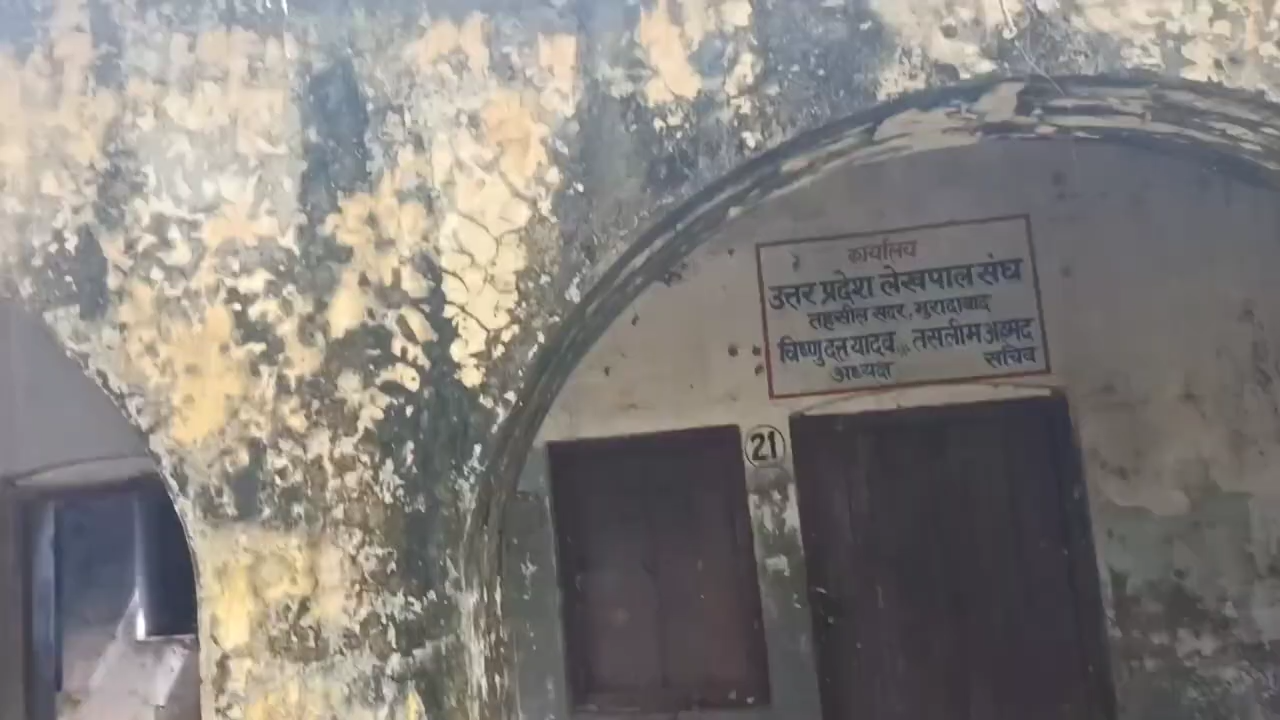 कार्यालय
उत्तर प्रदेश लेखपाल संघ
तहसील सदर, मुरादाबाद
विष्णु दत्त यादव तसलीम अहमद
अध्यक्ष सचिव
21